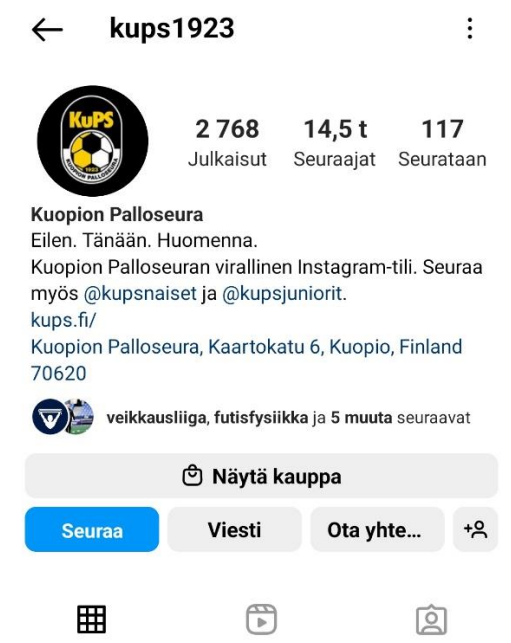 kups1923
KuPS
1923
KUOPION PALLOSEURA
2 768 14,5 t 117
Julkaisut Seuraajat Seurataan
Kuopion Palloseura
Eilen. Tänään. Huomenna.
Kuopion Palloseuran virallinen Instagram-tili. Seuraa
myös @kupsnaiset ja @kupsjuniorit.
kups.fi/
Kuopion Palloseura, Kaartokatu 6, Kuopio, Finland
70620
veikkausliiga, futisfysiikka ja 5 muuta seuraavat
Näytä kauppa
Seuraa Viesti Ota yhte...